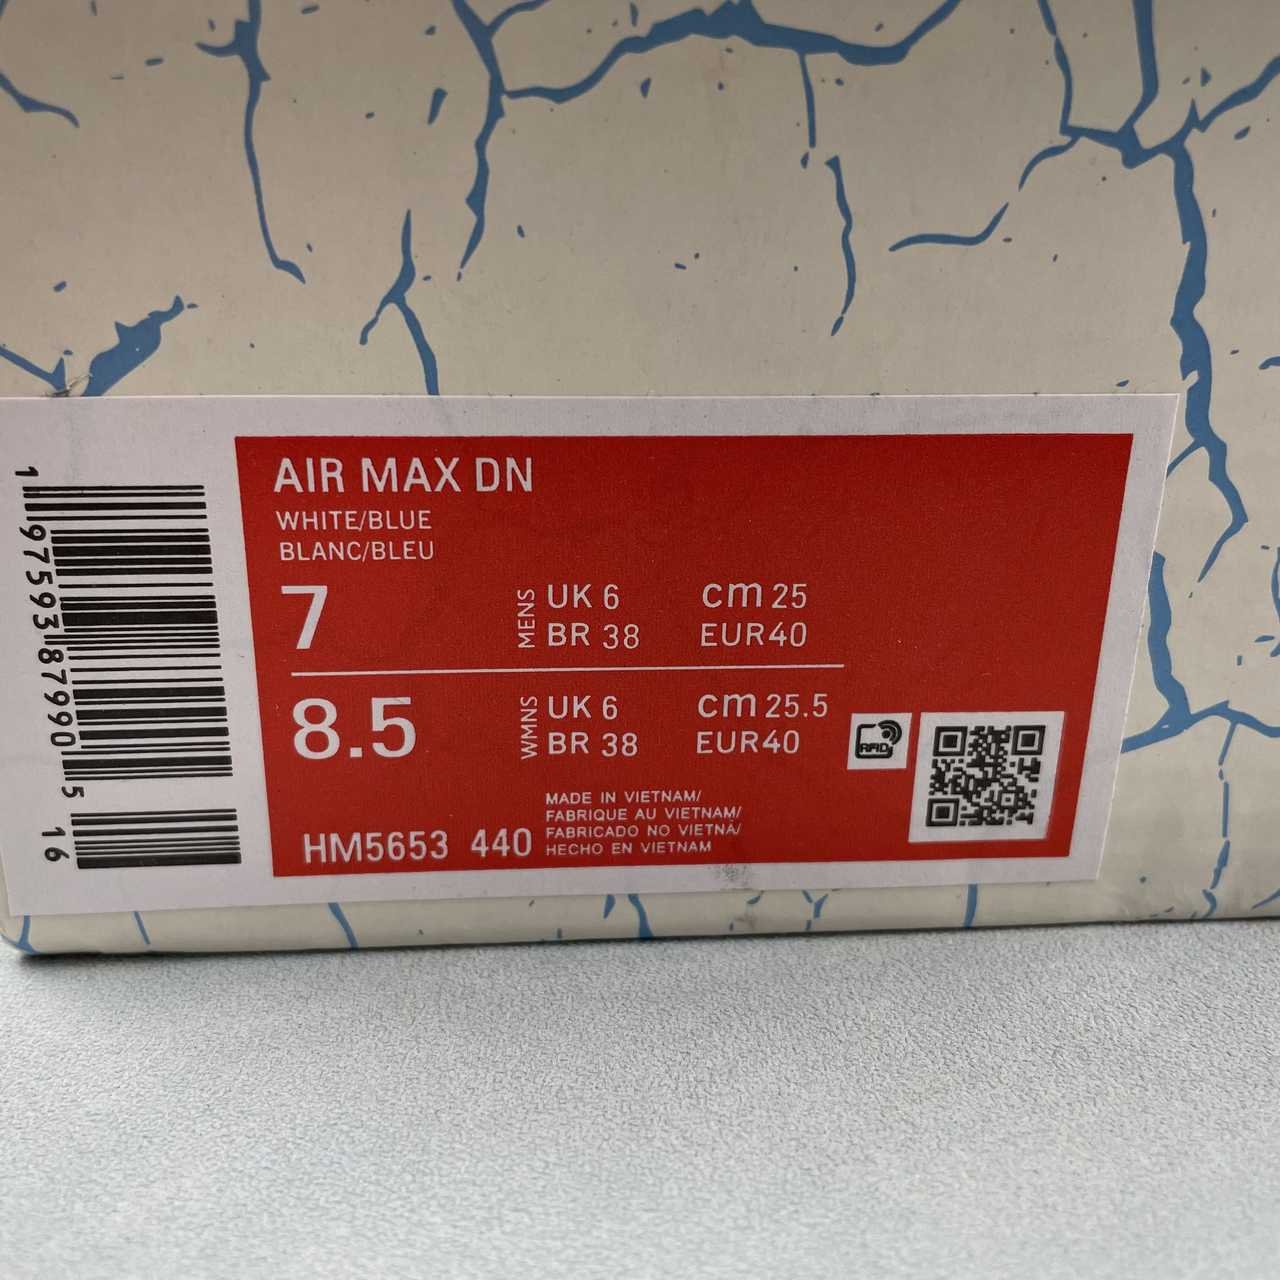 AIR MAX DN
WHITE/BLUE
BLANC/BLEU
7
MENS
UK 6 cm 25
BR 38 EUR40
8.5
WMNS
UK 6 cm 25.5
BR 38 EUR40
RFID
HM5653 440
MADE IN VIETNAM/
FABRIQUE AU VIETNAM/
FABRICADO NO VIETNÃ/
HECHO EN VIETNAM
1 97593 87990 5 16